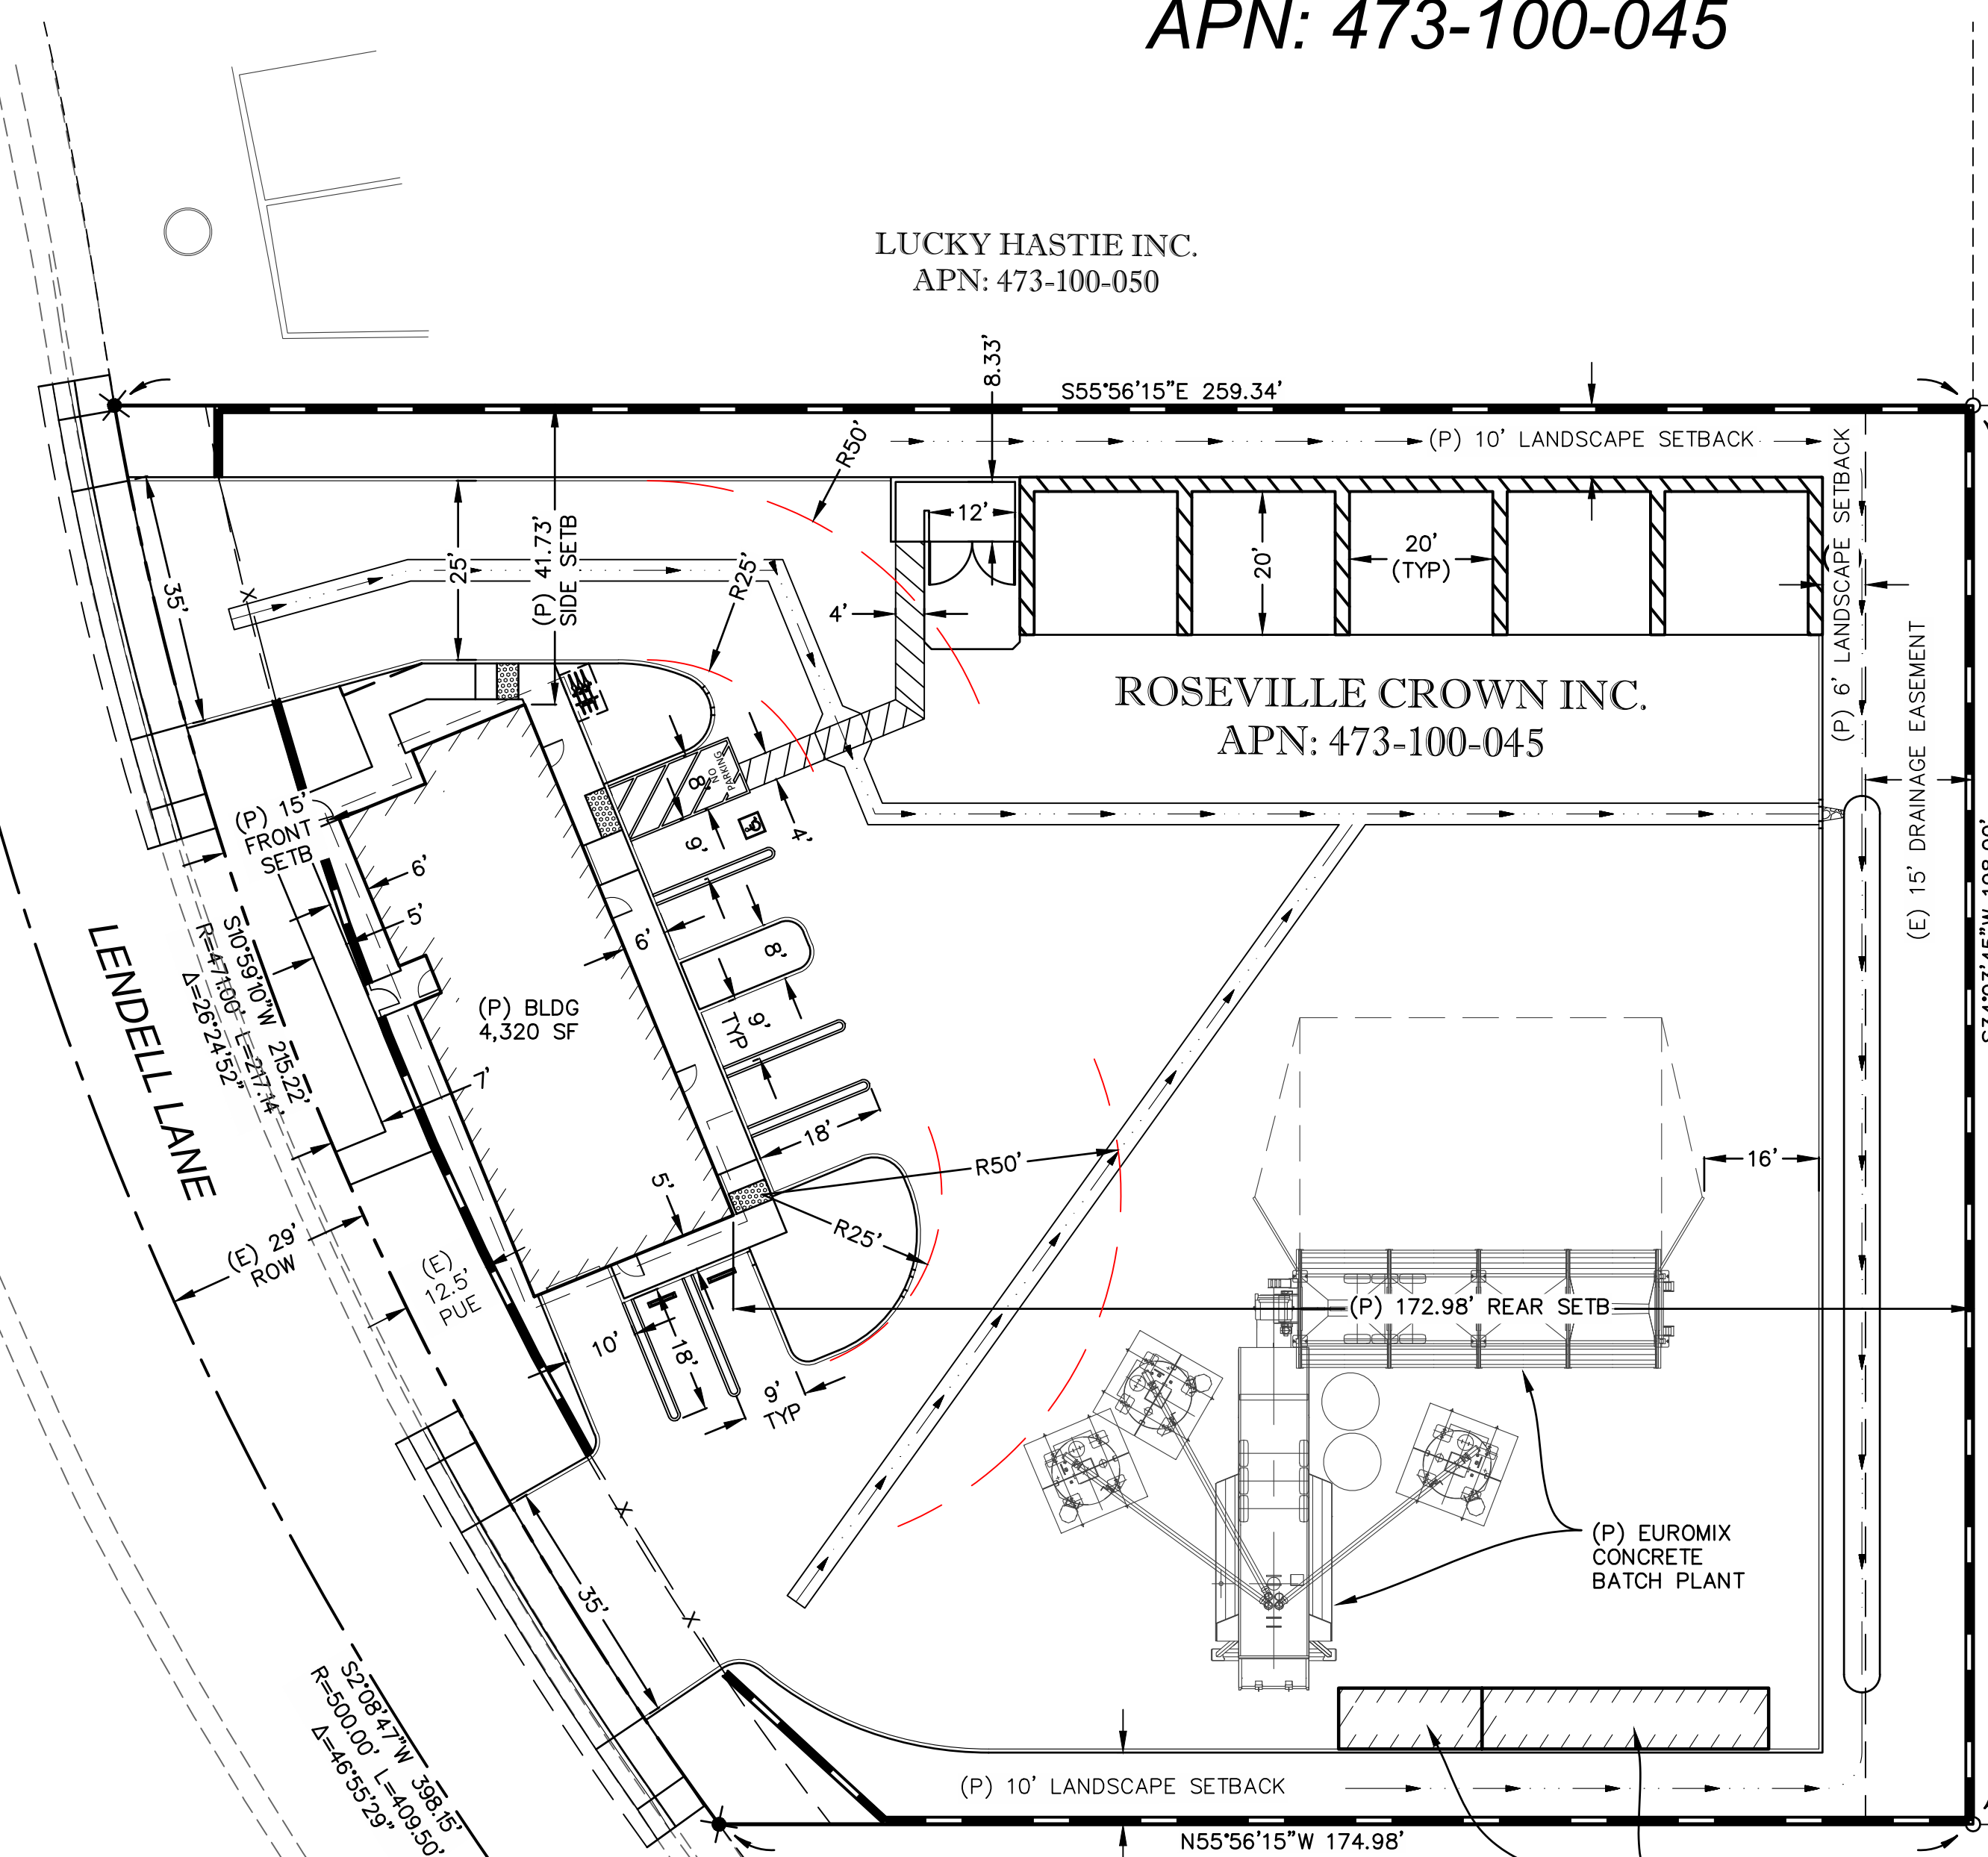 APN: 473-100-045
LUCKY HASTIE INC.
APN: 473-100-050
8.33'
S55°56'15"E 259.34'
R50'
(P) 10' LANDSCAPE SETBACK
(P) 6' LANDSCAPE SETBACK
12'
25'
(P) 41.73'
SIDE SETB
R25'
20'
20'
(TYP)
35'
4'
(E) 15' DRAINAGE EASEMENT
ROSEVILLE CROWN INC.
APN: 473-100-045
8'
NO
PARKING
4'
9'
(P) 15'
FRONT
SETB
6'
5'
6'
8'
9'
TYP
LENDELL LANE
S10°59'10"W 215.22'
R=471.00' L=217.14'
Δ=26°24'52"
(P) BLDG
4,320 SF
7'
18'
R50'
16'
5'
R25'
(E) 29'
ROW
(E)
12.5'
PUE
(P) 172.98' REAR SETB
10'
18'
9'
TYP
(P) EUROMIX
CONCRETE
BATCH PLANT
35'
S2°08'47"W 398.15'
R=500.00' L=409.50'
Δ=46°55'29"
(P) 10' LANDSCAPE SETBACK
N55°56'15"W 174.98'